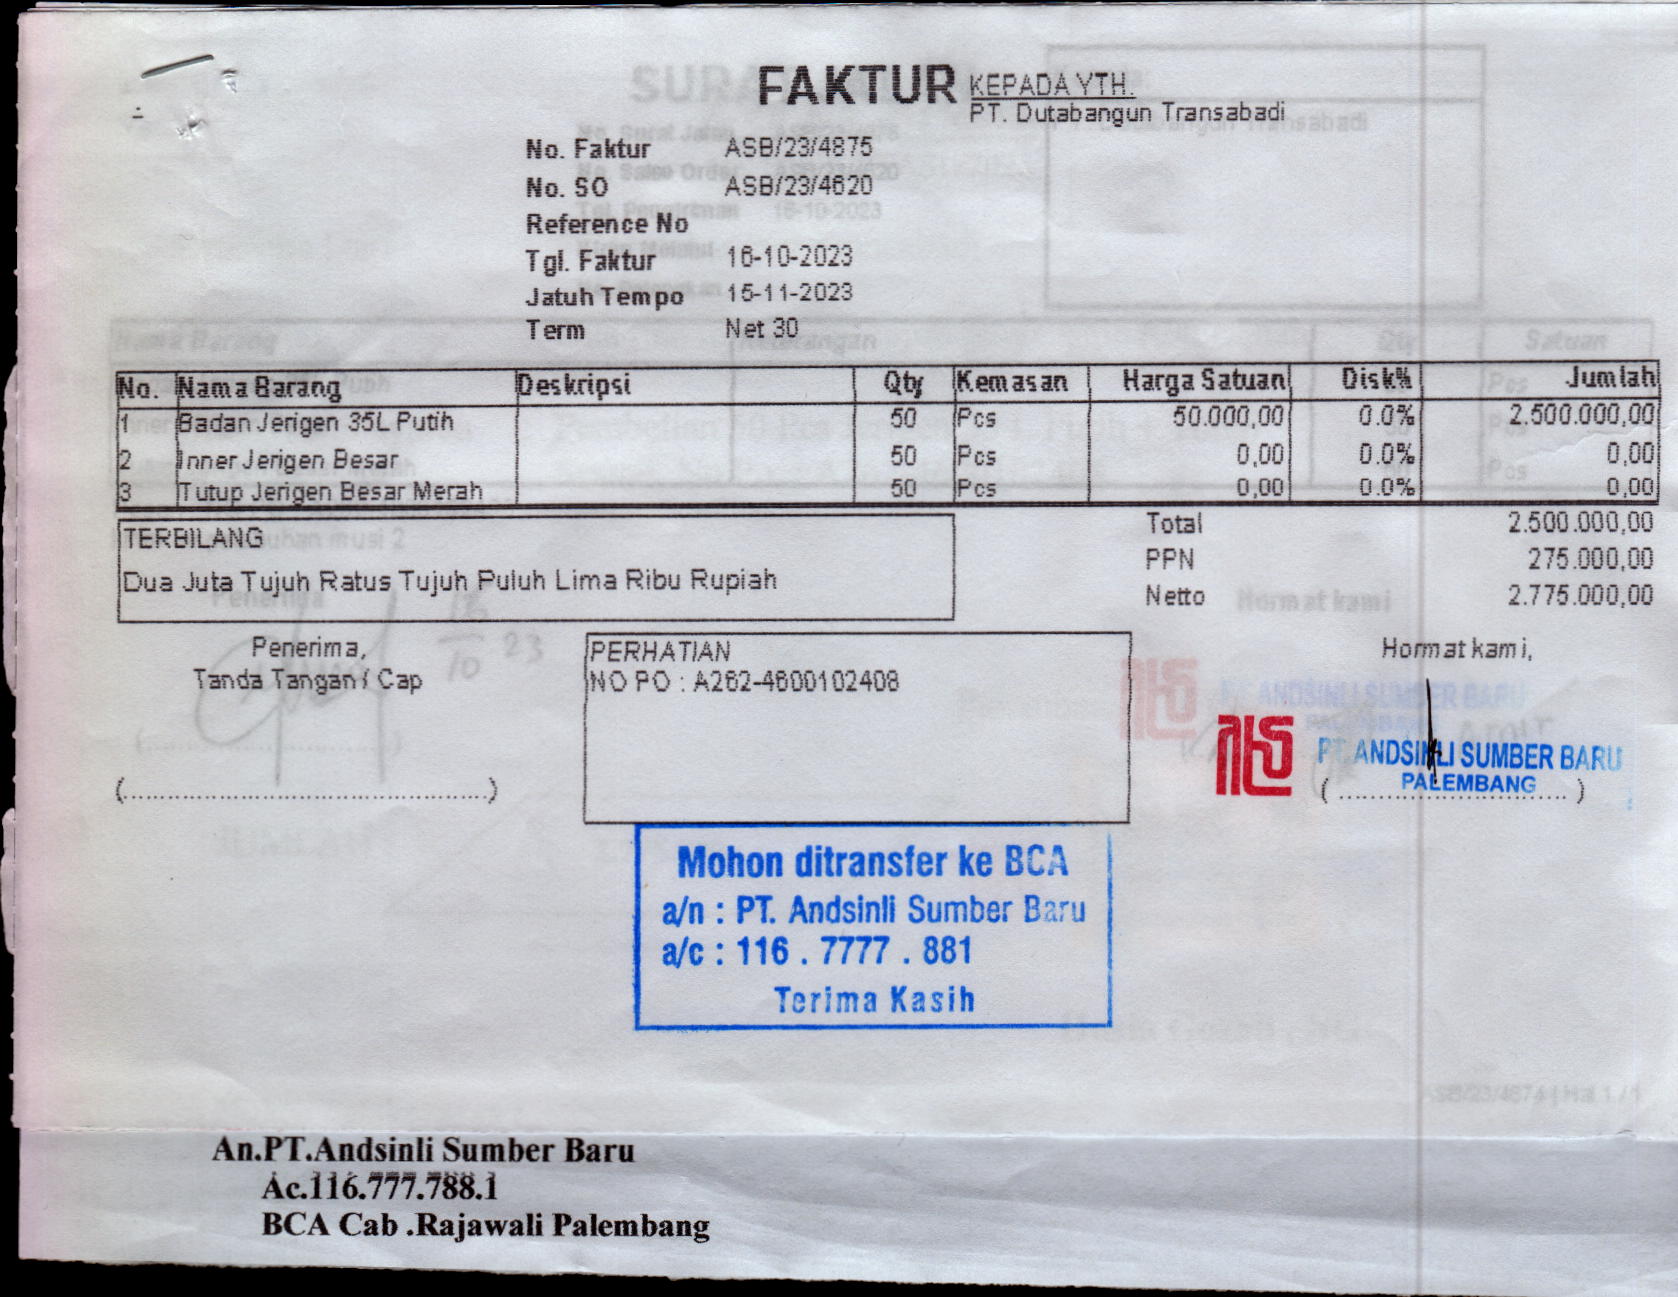 FAKTUR
KEPADA YTH.
PT. Dutabangun Transabadi
No. Faktur ASB/23/4875
No. SO ASB/23/4620
Reference No
Tgl. Faktur 16-10-2023
Jatuh Tempo 15-11-2023
Term Net 30
No. Nama Barang Deskripsi Qty Kemasan Harga Satuan Disk% Jumlah
1 Badan Jerigen 35L Putih 50 Pcs 50.000,00 0.0% 2.500.000,00
2 Inner Jerigen Besar 50 Pcs 0,00 0.0% 0,00
3 Tutup Jerigen Besar Merah 50 Pcs 0,00 0.0% 0,00
TERBILANG
Dua Juta Tujuh Ratus Tujuh Puluh Lima Ribu Rupiah
Total 2.500.000,00
PPN 275.000,00
Netto 2.775.000,00
Penerima,
Tanda Tangan / Cap
(..............................................)
PERHATIAN
NO PO : A262-4600102408
Hormat kami,
PT. ANDSINLI SUMBER BARU
PALEMBANG
(.............................)
Mohon ditransfer ke BCA
a/n : PT. Andsinli Sumber Baru
a/c : 116 . 7777 . 881
Terima Kasih
An.PT.Andsinli Sumber Baru
Ac.116.777.788.1
BCA Cab .Rajawali Palembang